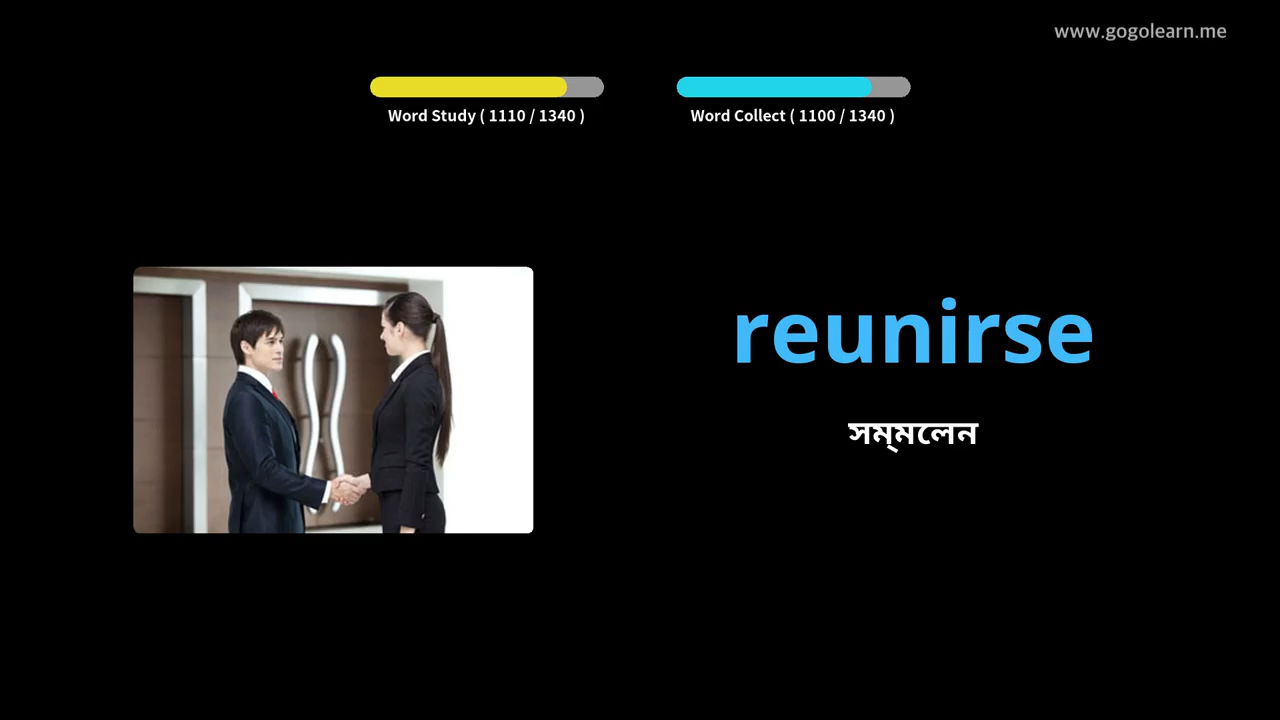 www.gogolearn.me
Word Study ( 1110 / 1340 )
Word Collect ( 1100 / 1340 )
reunirse
সম্মলেন